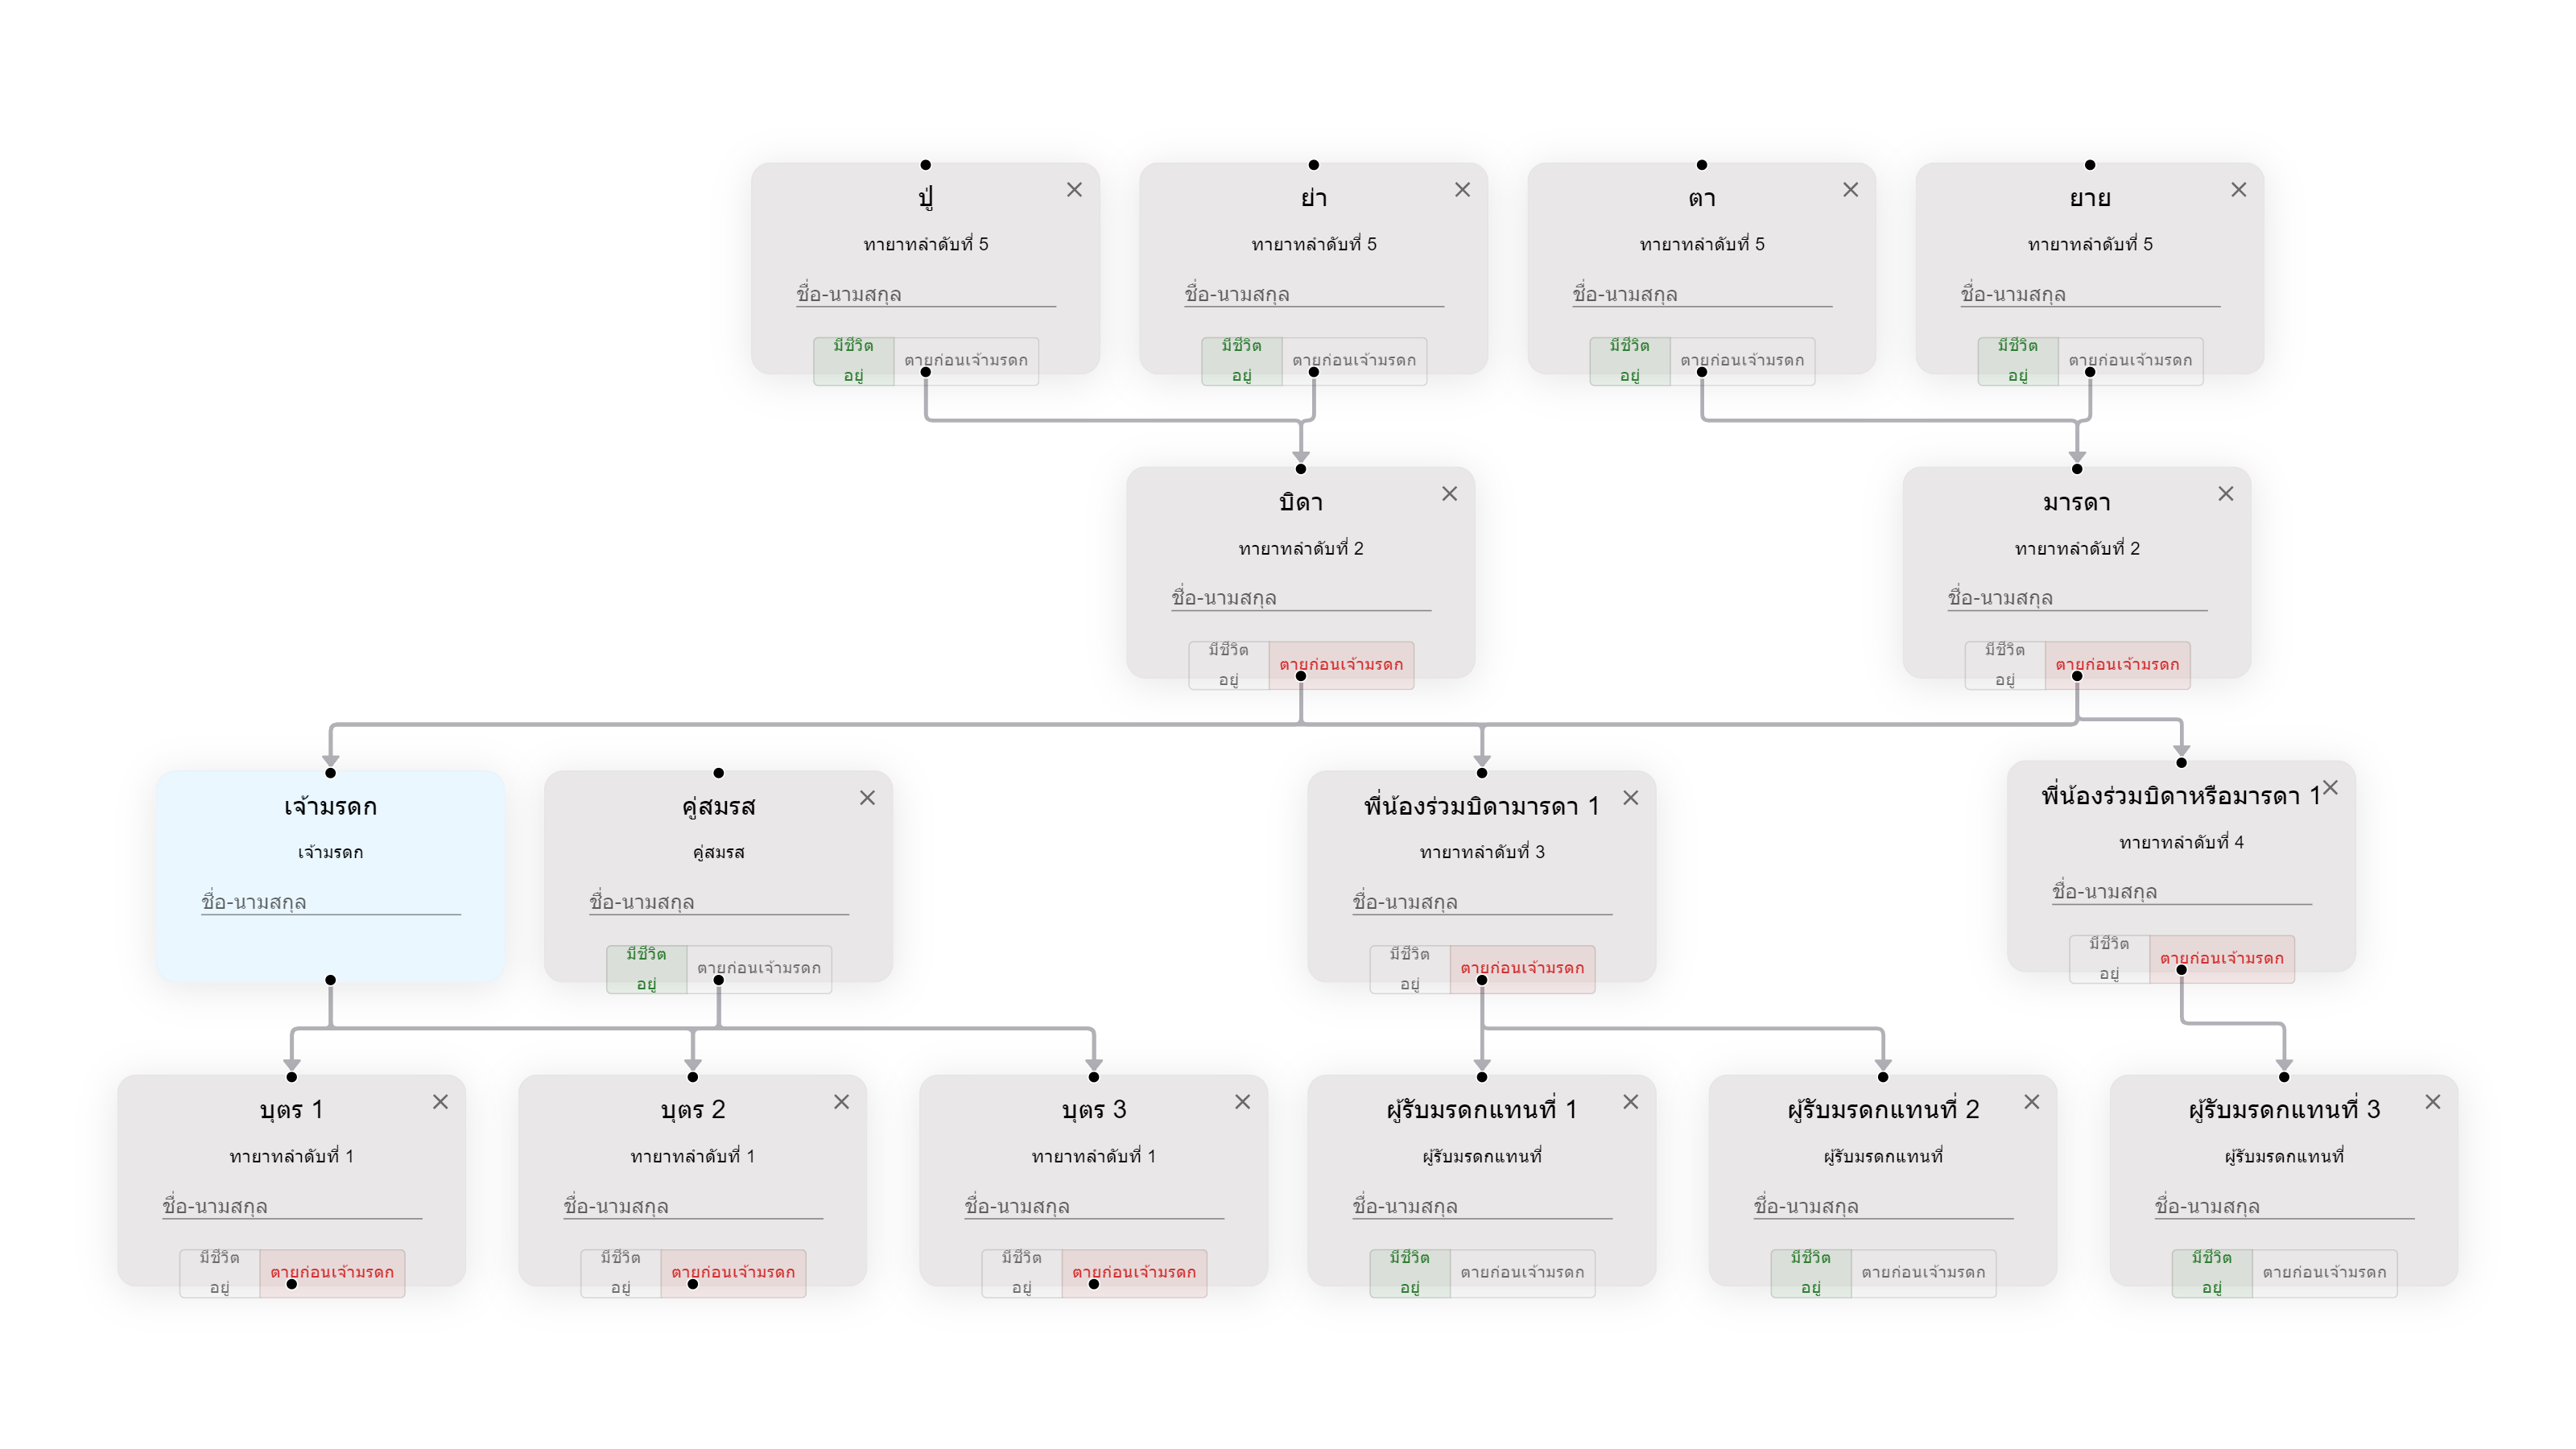 ปู่
ทายาทลำดับที่ 5
ชื่อ-นามสกุล
มีชีวิต
อยู่
ตายก่อนเจ้ามรดก
ย่า
ทายาทลำดับที่ 5
ชื่อ-นามสกุล
มีชีวิต
อยู่
ตายก่อนเจ้ามรดก
ตา
ทายาทลำดับที่ 5
ชื่อ-นามสกุล
มีชีวิต
อยู่
ตายก่อนเจ้ามรดก
ยาย
ทายาทลำดับที่ 5
ชื่อ-นามสกุล
มีชีวิต
อยู่
ตายก่อนเจ้ามรดก
บิดา
ทายาทลำดับที่ 2
ชื่อ-นามสกุล
มีชีวิต
อยู่
ตายก่อนเจ้ามรดก
มารดา
ทายาทลำดับที่ 2
ชื่อ-นามสกุล
มีชีวิต
อยู่
ตายก่อนเจ้ามรดก
เจ้ามรดก
เจ้ามรดก
ชื่อ-นามสกุล
คู่สมรส
คู่สมรส
ชื่อ-นามสกุล
มีชีวิต
อยู่
ตายก่อนเจ้ามรดก
พี่น้องร่วมบิดามารดา 1
ทายาทลำดับที่ 3
ชื่อ-นามสกุล
มีชีวิต
อยู่
ตายก่อนเจ้ามรดก
พี่น้องร่วมบิดาหรือมารดา 1
ทายาทลำดับที่ 4
ชื่อ-นามสกุล
มีชีวิต
อยู่
ตายก่อนเจ้ามรดก
บุตร 1
ทายาทลำดับที่ 1
ชื่อ-นามสกุล
มีชีวิต
อยู่
ตายก่อนเจ้ามรดก
บุตร 2
ทายาทลำดับที่ 1
ชื่อ-นามสกุล
มีชีวิต
อยู่
ตายก่อนเจ้ามรดก
บุตร 3
ทายาทลำดับที่ 1
ชื่อ-นามสกุล
มีชีวิต
อยู่
ตายก่อนเจ้ามรดก
ผู้รับมรดกแทนที่ 1
ผู้รับมรดกแทนที่
ชื่อ-นามสกุล
มีชีวิต
อยู่
ตายก่อนเจ้ามรดก
ผู้รับมรดกแทนที่ 2
ผู้รับมรดกแทนที่
ชื่อ-นามสกุล
มีชีวิต
อยู่
ตายก่อนเจ้ามรดก
ผู้รับมรดกแทนที่ 3
ผู้รับมรดกแทนที่
ชื่อ-นามสกุล
มีชีวิต
อยู่
ตายก่อนเจ้ามรดก